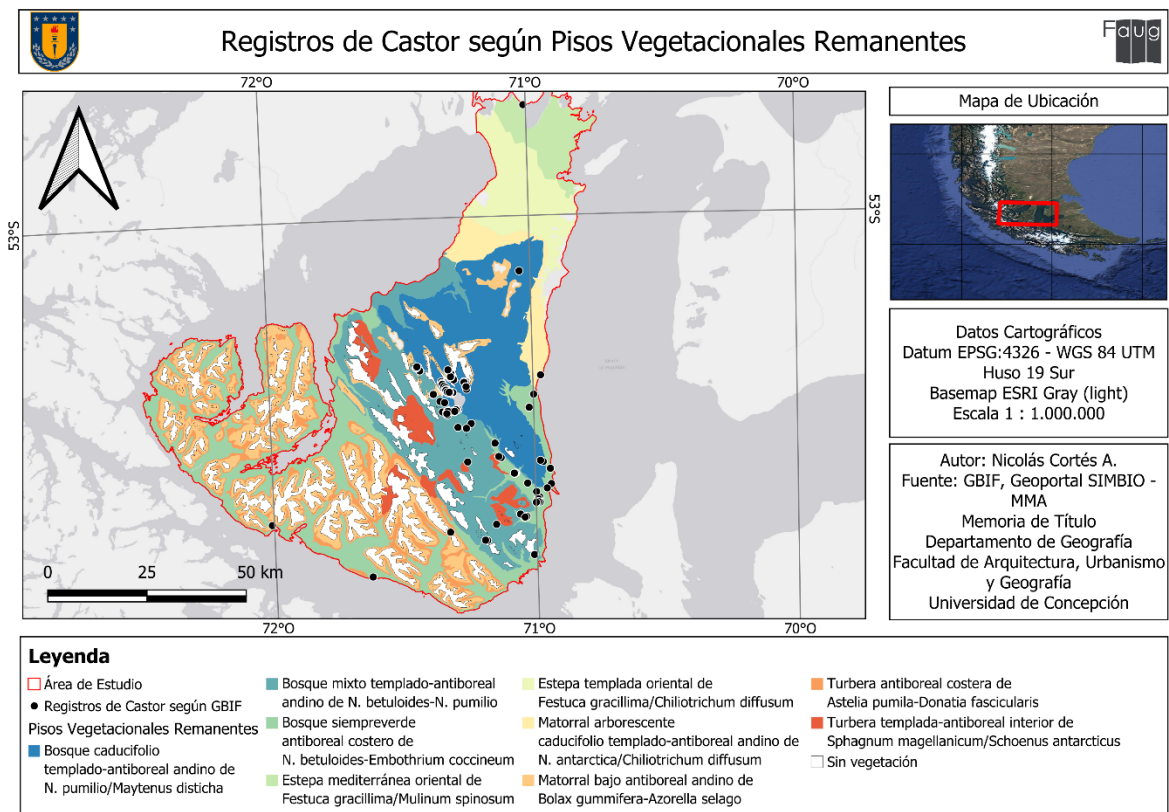 Registros de Castor según Pisos Vegetacionales Remanentes
Faug
72°O
71°O
70°O
53°S
53°S
0 25 50 km
72°O
71°O
70°O
Mapa de Ubicación
Datos Cartográficos
Datum EPSG:4326 - WGS 84 UTM
Huso 19 Sur
Basemap ESRI Gray (light)
Escala 1 : 1.000.000
Autor: Nicolás Cortés A.
Fuente: GBIF, Geoportal SIMBIO -
MMA
Memoria de Título
Departamento de Geografía
Facultad de Arquitectura, Urbanismo
y Geografía
Universidad de Concepción
Leyenda
Área de Estudio
Registros de Castor según GBIF
Pisos Vegetacionales Remanentes
Bosque caducifolio
templado-antiboreal andino de
N. pumilio/Maytenus disticha
Bosque mixto templado-antiboreal
andino de N. betuloides-N. pumilio
Bosque siempreverde
antiboreal costero de
N. betuloides-Embothrium coccineum
Estepa mediterránea oriental de
Festuca gracillima/Mulinum spinosum
Estepa templada oriental de
Festuca gracillima/Chiliotrichum diffusum
Matorral arborescente
caducifolio templado-antiboreal andino de
N. antarctica/Chiliotrichum diffusum
Matorral bajo antiboreal andino de
Bolax gummifera-Azorella selago
Turbera antiboreal costera de
Astelia pumila-Donatia fascicularis
Turbera templada-antiboreal interior de
Sphagnum magellanicum/Schoenus antarcticus
Sin vegetación